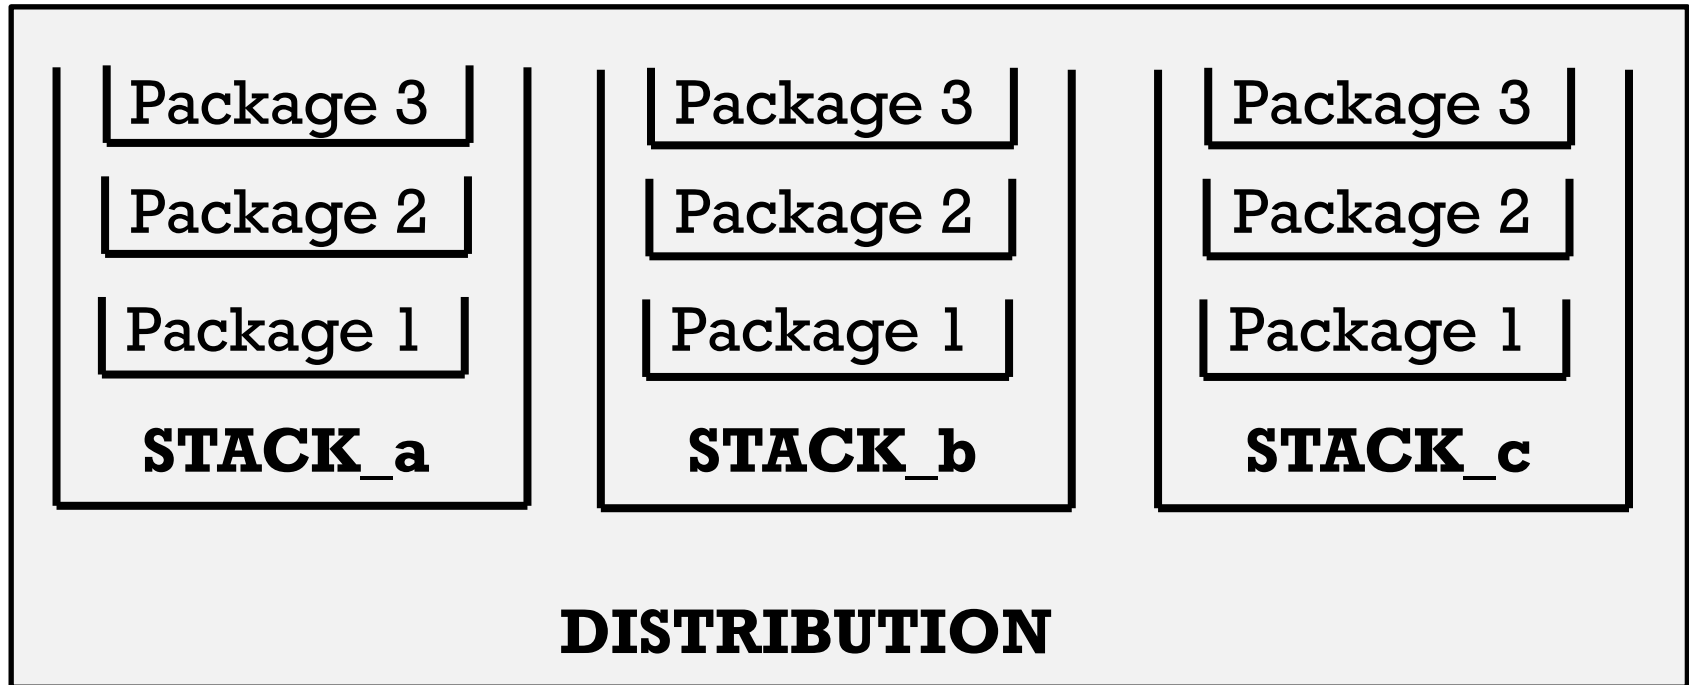 Package 3 Package 3 Package 3
Package 2 Package 2 Package 2
Package 1 Package 1 Package 1
STACK_a STACK_b STACK_c
DISTRIBUTION